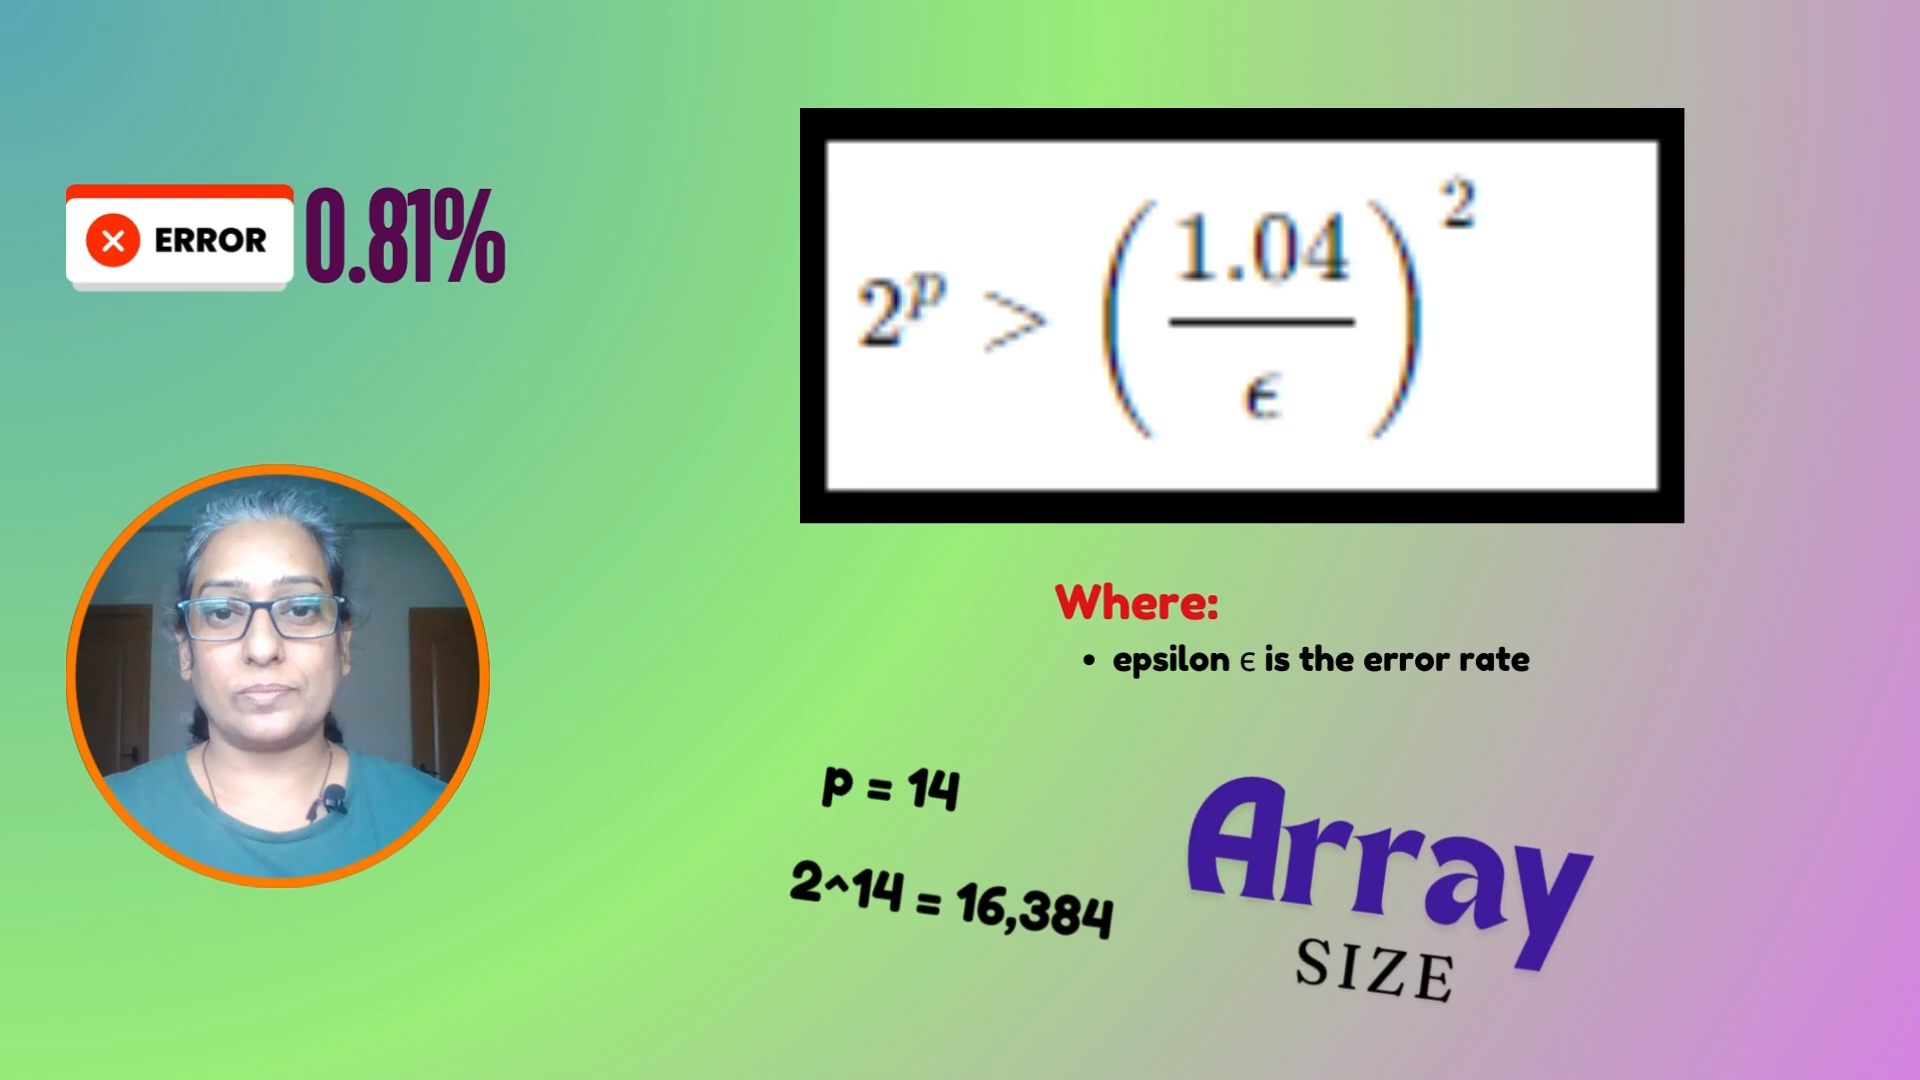 ERROR 0.81%
2^p > (1.04 / ϵ)^2
Where:
• epsilon ϵ is the error rate
p = 14
2^14 = 16,384
Array
SIZE